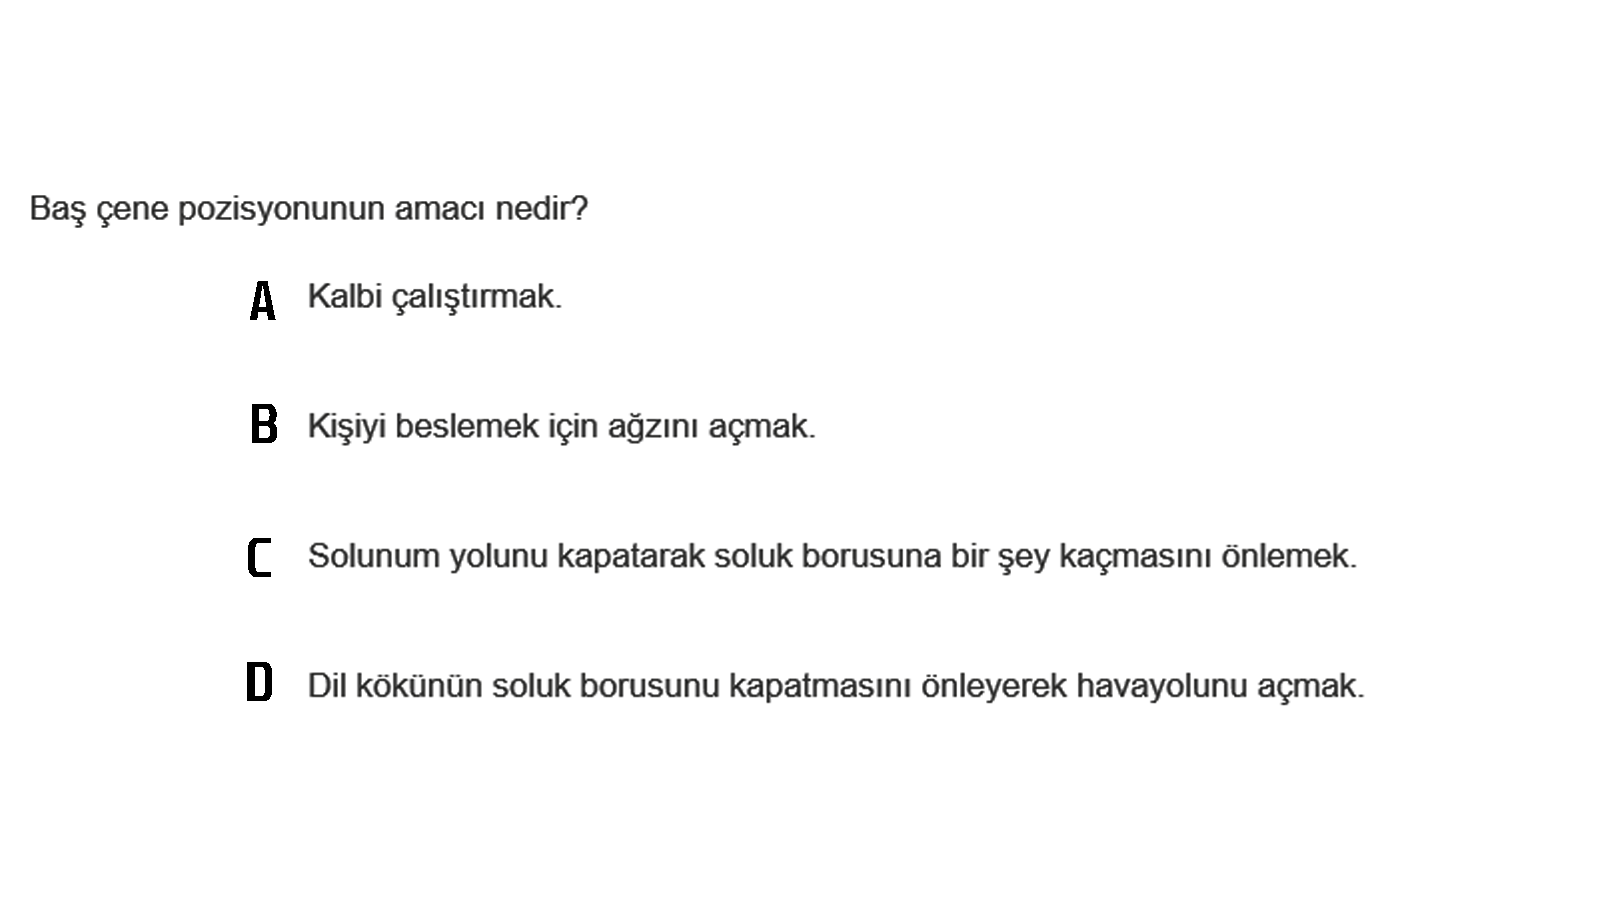 Baş çene pozisyonunun amacı nedir?
A Kalbi çalıştırmak.
B Kişiyi beslemek için ağzını açmak.
C Solunum yolunu kapatarak soluk borusuna bir şey kaçmasını önlemek.
D Dil kökünün soluk borusunu kapatmasını önleyerek havayolunu açmak.